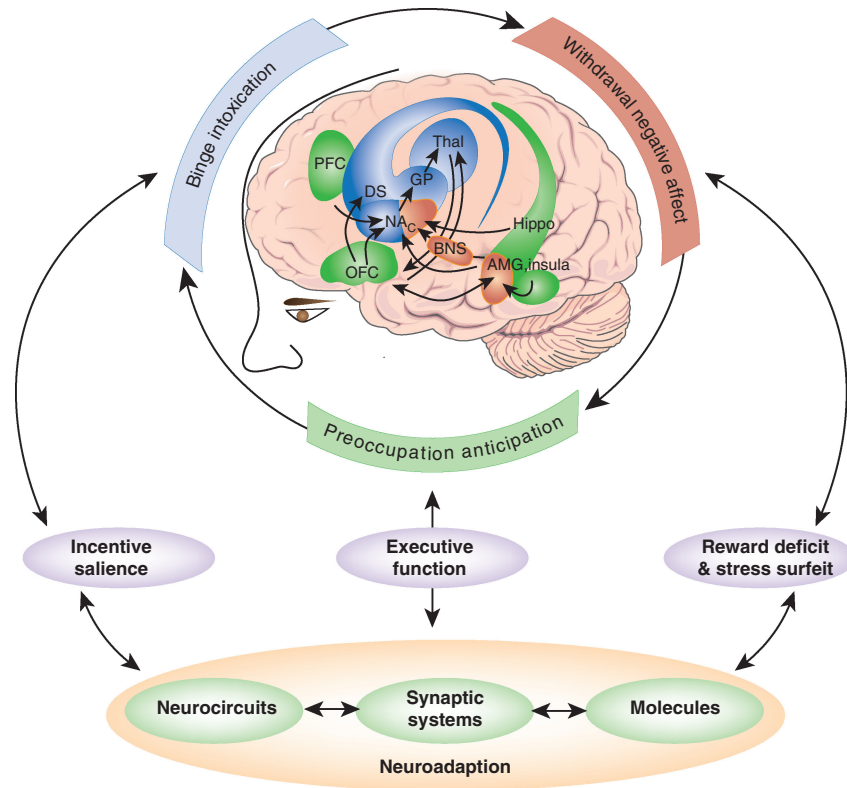 Binge intoxication
Withdrawal negative affect
PFC
Thal
DS
GP
NAC
Hippo
BNS
OFC
AMG,insula
Preoccupation anticipation
Incentive
salience
Executive
function
Reward deficit
& stress surfeit
Neurocircuits
Synaptic
systems
Molecules
Neuroadaption